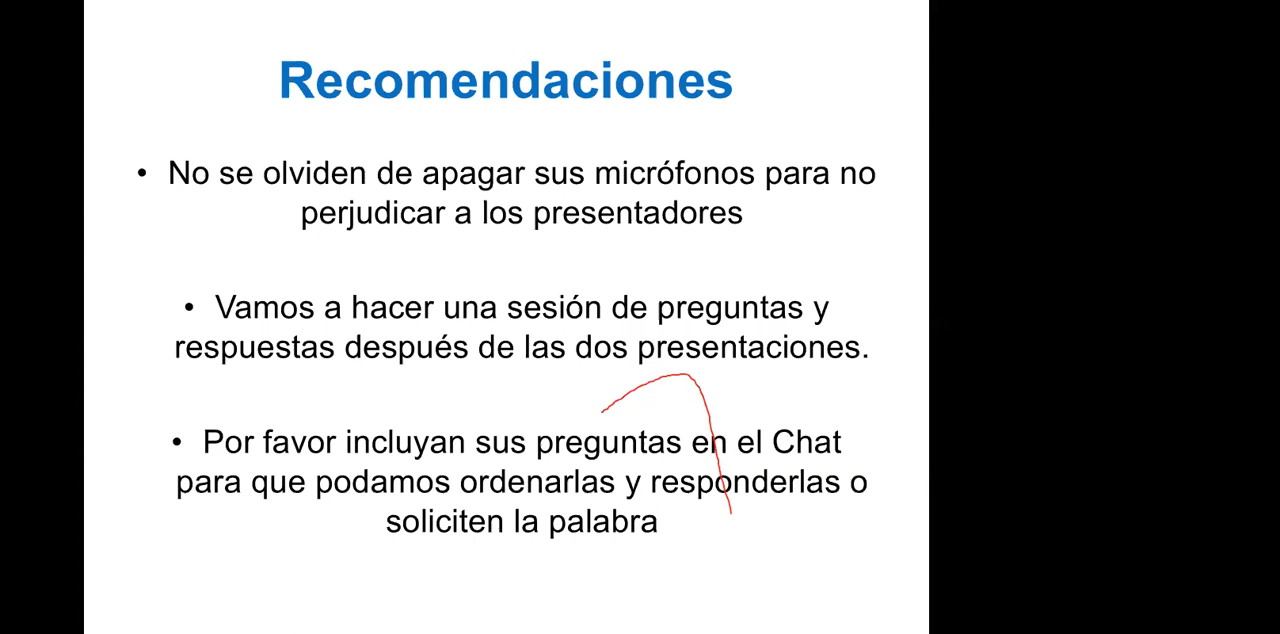 Recomendaciones
• No se olviden de apagar sus micrófonos para no
perjudicar a los presentadores
• Vamos a hacer una sesión de preguntas y
respuestas después de las dos presentaciones.
• Por favor incluyan sus preguntas en el Chat
para que podamos ordenarlas y responderlas o
soliciten la palabra